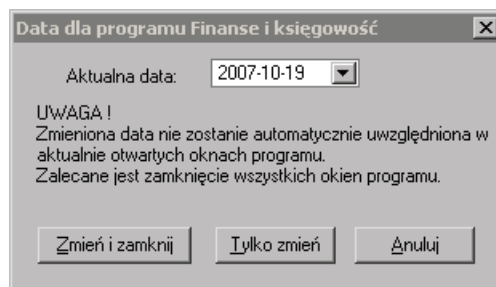 Data dla programu Finanse i księgowość
Aktualna data: 2007-10-19
UWAGA !
Zmieniona data nie zostanie automatycznie uwzględniona w
aktualnie otwartych oknach programu.
Zalecane jest zamknięcie wszystkich okien programu.
Zmień i zamknij Tylko zmień Anuluj